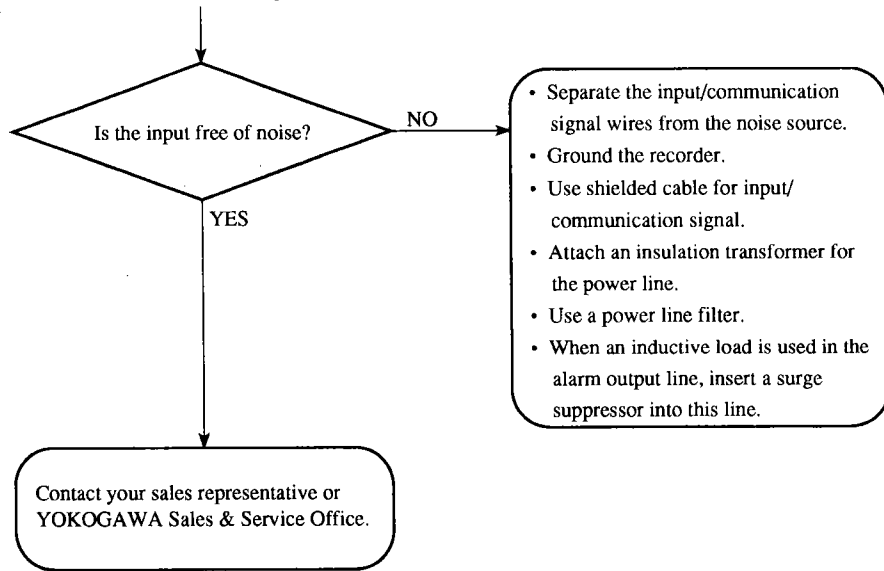 Is the input free of noise?
NO
YES
• Separate the input/communication
signal wires from the noise source.
• Ground the recorder.
• Use shielded cable for input/
communication signal.
• Attach an insulation transformer for
the power line.
• Use a power line filter.
• When an inductive load is used in the
alarm output line, insert a surge
suppressor into this line.
Contact your sales representative or
YOKOGAWA Sales & Service Office.